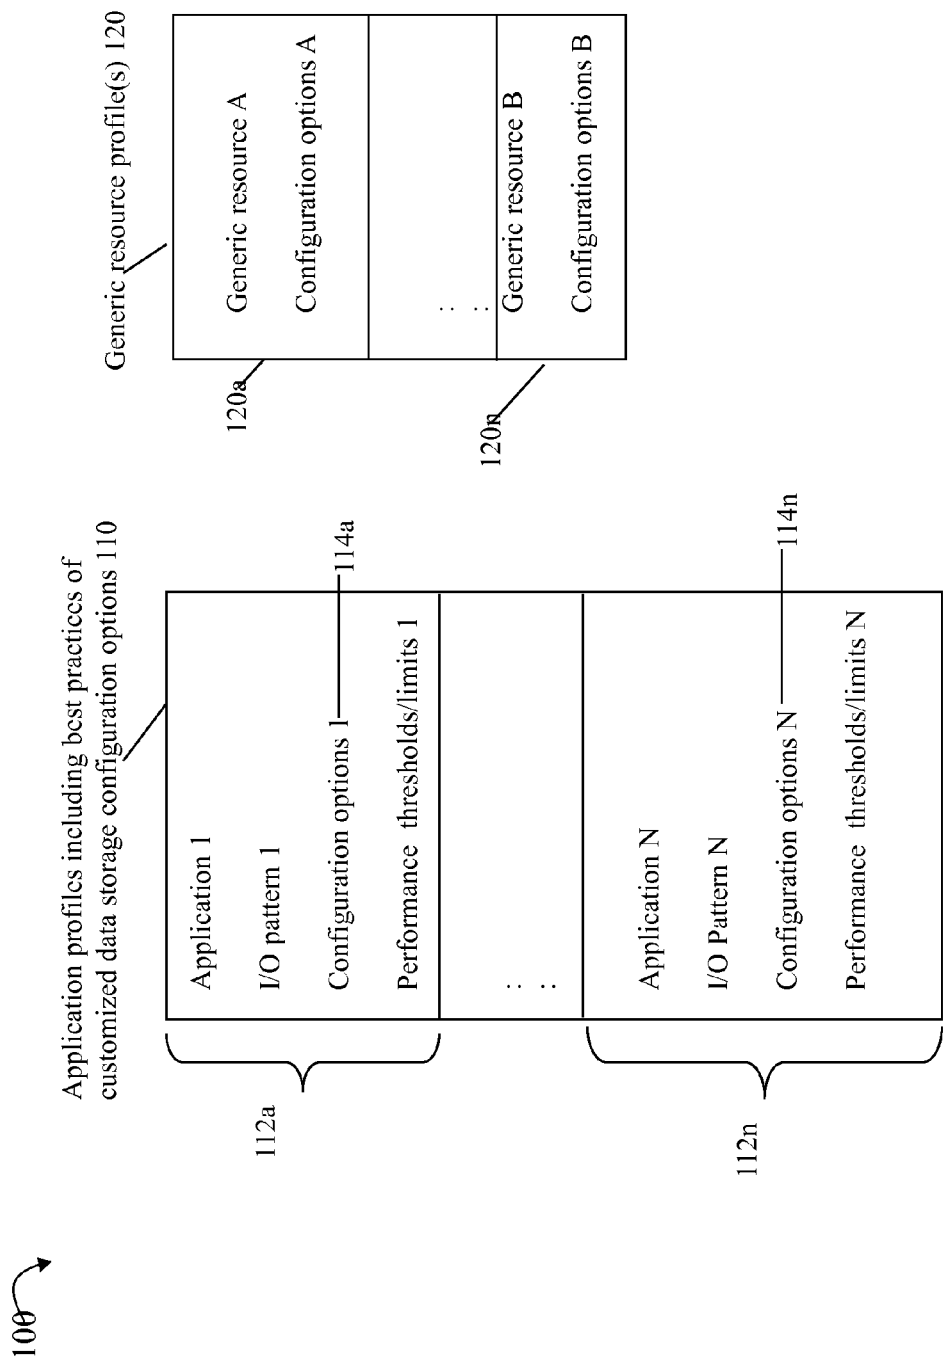 100
Application profiles including best practices of
customized data storage configuration options 110
112a
Application 1
I/O pattern 1
Configuration options 1
114a
Performance thresholds/limits 1
: :
112n
Application N
I/O Pattern N
Configuration options N
114n
Performance thresholds/limits N
Generic resource profile(s) 120
120a
Generic resource A
Configuration options A
: :
120n
Generic resource B
Configuration options B